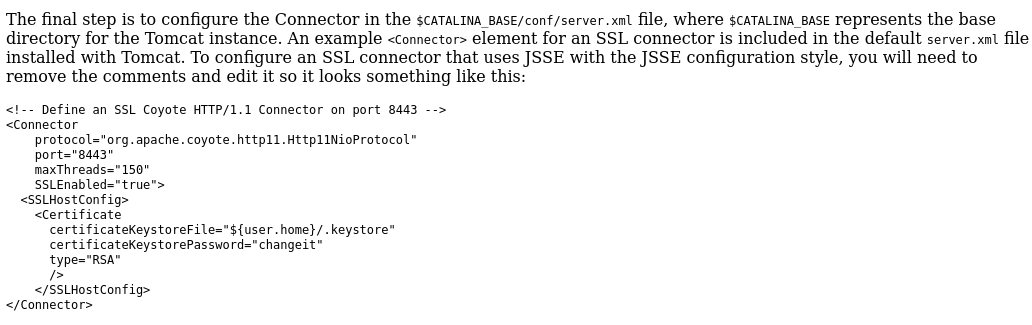 The final step is to configure the Connector in the $CATALINA_BASE/conf/server.xml file, where $CATALINA_BASE represents the base
directory for the Tomcat instance. An example <Connector> element for an SSL connector is included in the default server.xml file
installed with Tomcat. To configure an SSL connector that uses JSSE with the JSSE configuration style, you will need to
remove the comments and edit it so it looks something like this:
<!-- Define an SSL Coyote HTTP/1.1 Connector on port 8443 -->
<Connector
    protocol="org.apache.coyote.http11.Http11NioProtocol"
    port="8443"
    maxThreads="150"
    SSLEnabled="true">
  <SSLHostConfig>
    <Certificate
      certificateKeystoreFile="${user.home}/.keystore"
      certificateKeystorePassword="changeit"
      type="RSA"
      />
    </SSLHostConfig>
</Connector>